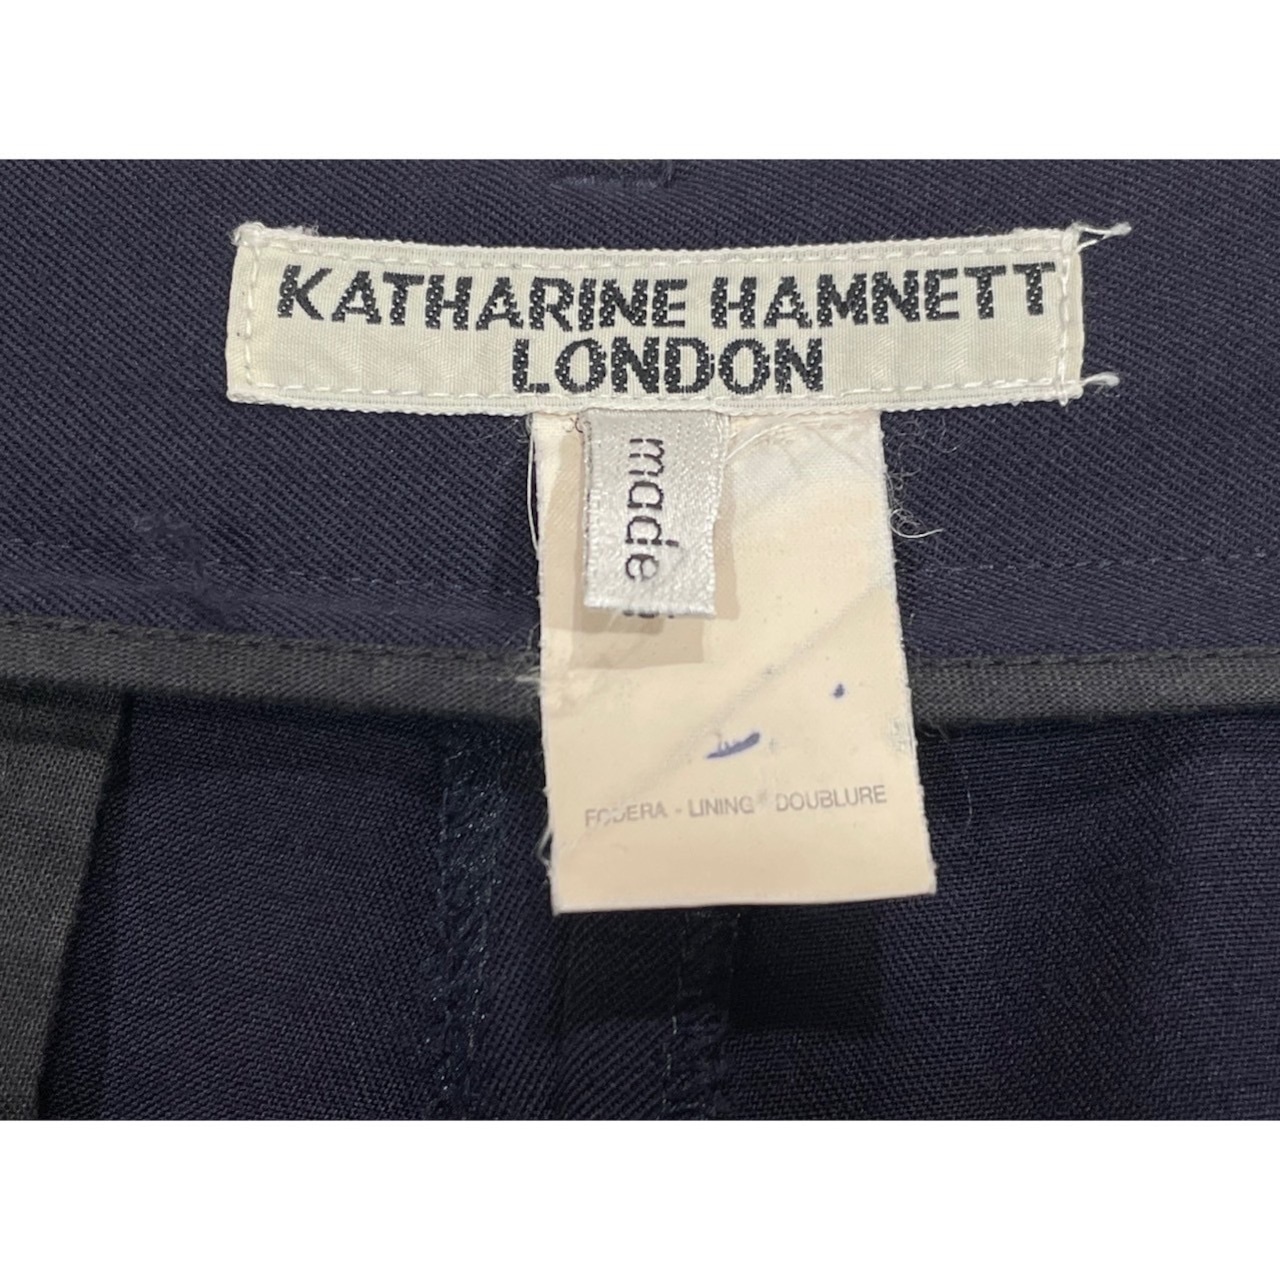 KATHARINE HAMNETT
LONDON
made
FODERA - LINING - DOUBLURE